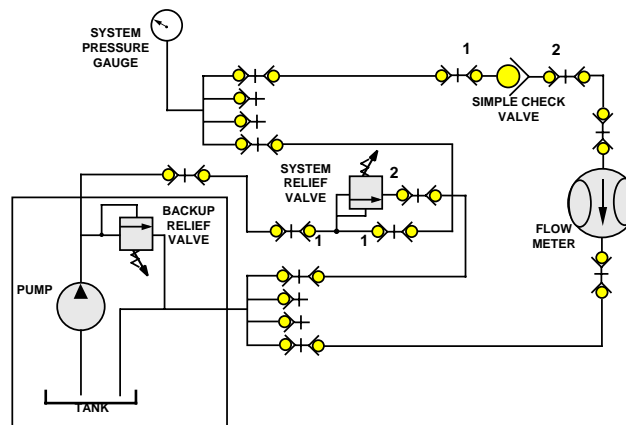 SYSTEM
PRESSURE
GAUGE
1
2
SIMPLE CHECK
VALVE
SYSTEM
RELIEF
VALVE
2
BACKUP
RELIEF
VALVE
1
1
FLOW
METER
PUMP
TANK